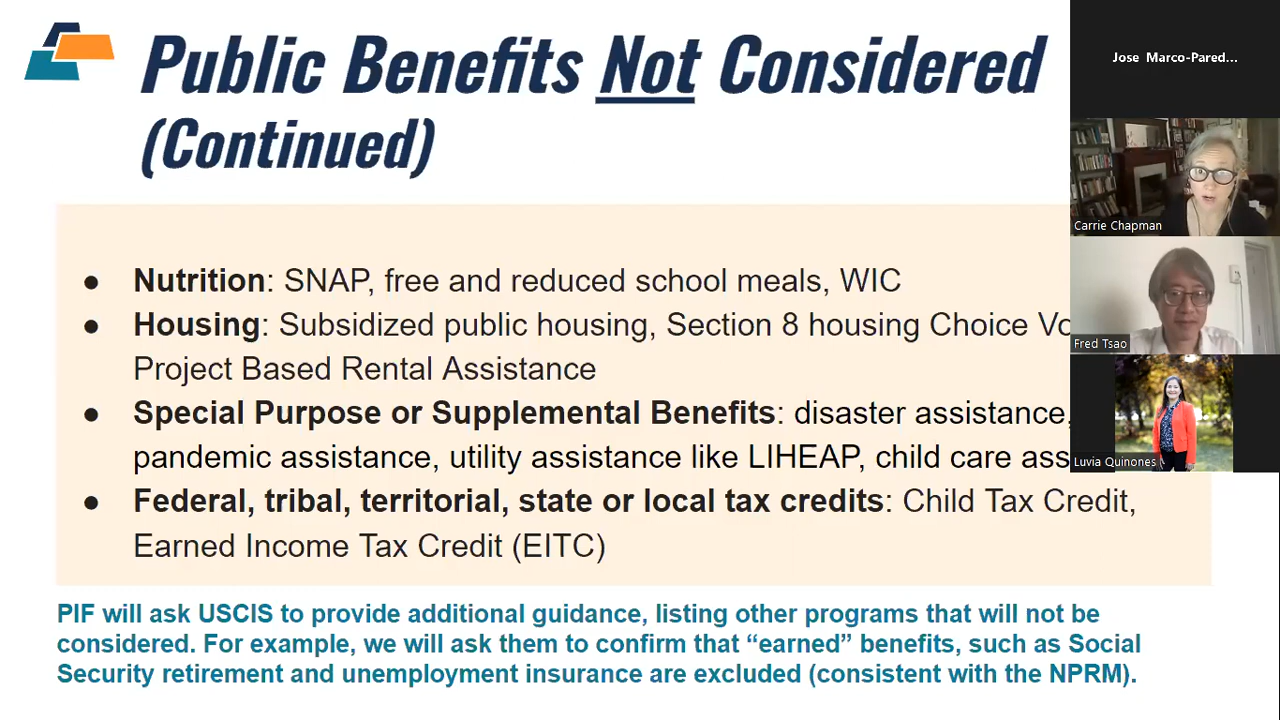 Public Benefits Not Considered
(Continued)
● Nutrition: SNAP, free and reduced school meals, WIC
● Housing: Subsidized public housing, Section 8 housing Choice
Project Based Rental Assistance
● Special Purpose or Supplemental Benefits: disaster assistance,
pandemic assistance, utility assistance like LIHEAP, child care
● Federal, tribal, territorial, state or local tax credits: Child Tax Credit,
Earned Income Tax Credit (EITC)
PIF will ask USCIS to provide additional guidance, listing other programs that will not be
considered. For example, we will ask them to confirm that “earned” benefits, such as Social
Security retirement and unemployment insurance are excluded (consistent with the NPRM).
Jose Marco-Pared...
Carrie Chapman
Fred Tsao
Luvia Quinones